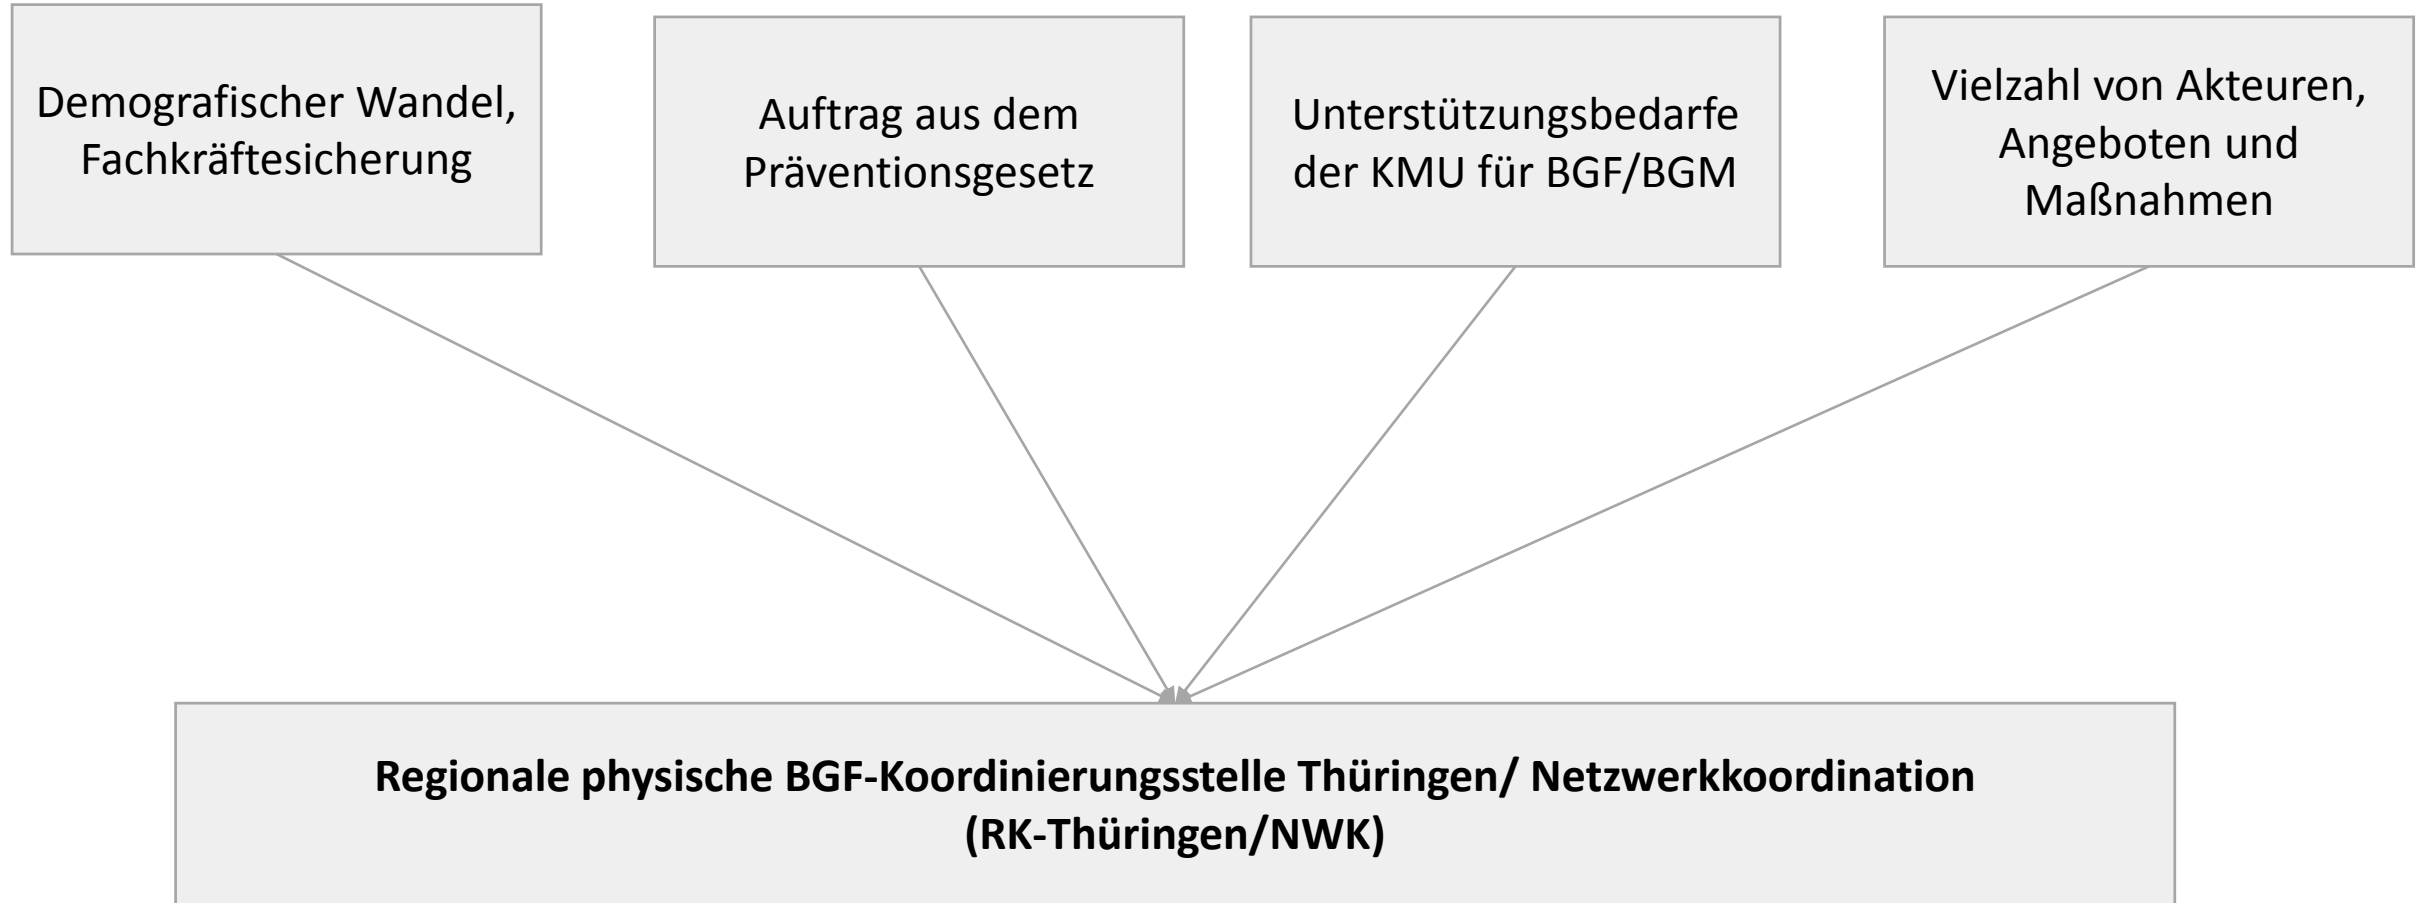 Demografischer Wandel,
Fachkräftesicherung
Auftrag aus dem
Präventionsgesetz
Unterstützungsbedarfe
der KMU für BGF/BGM
Vielzahl von Akteuren,
Angeboten und
Maßnahmen
Regionale physische BGF-Koordinierungsstelle Thüringen/ Netzwerkkoordination
(RK-Thüringen/NWK)